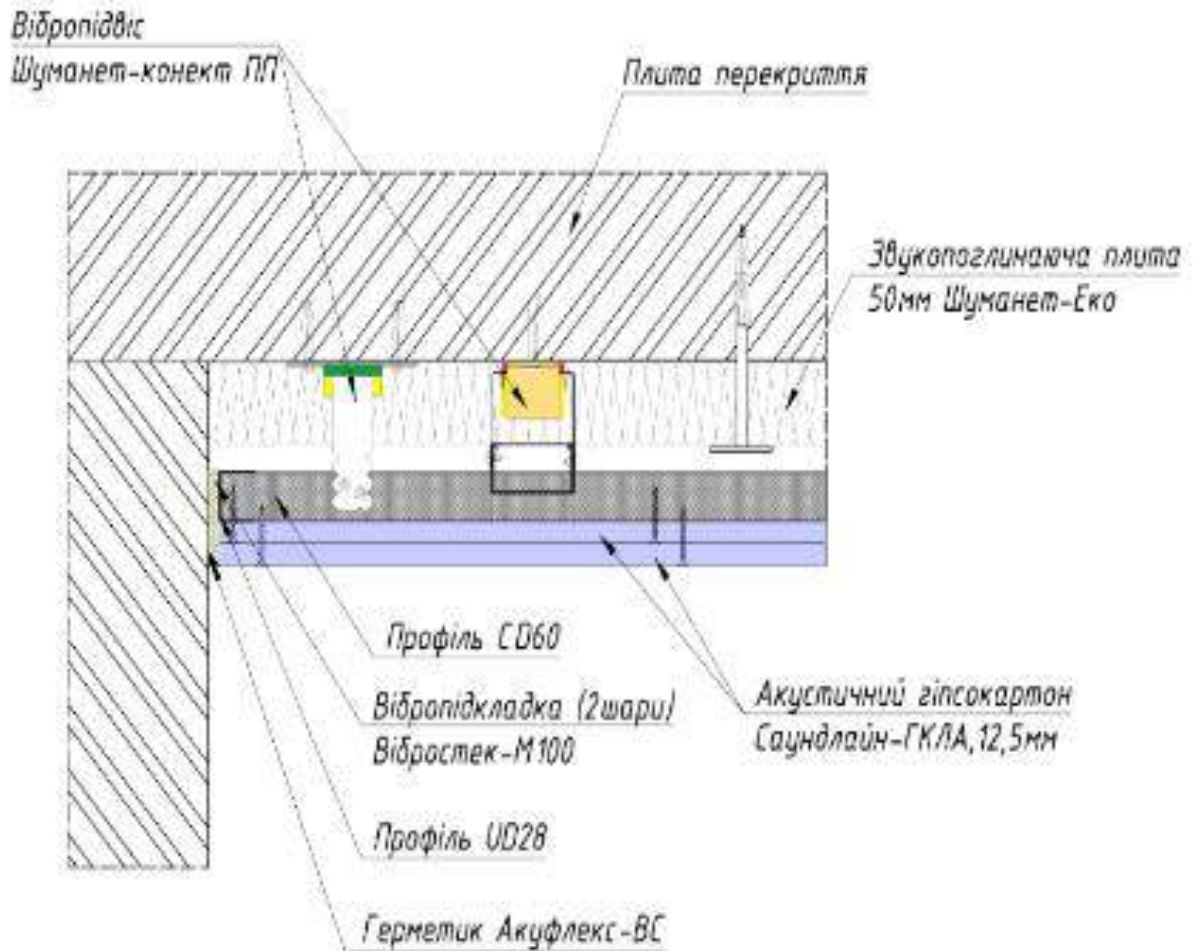 Вібропідвіс
Шуманет-конект ПП
Плита перекриття
Звукопоглинаюча плита
50мм Шуманет-Еко
Профіль CD60
Вібропідкладка (2шари)
Вібростек-М100
Акустичний гіпсокартон
Саундлайн-ГКЛА,12,5мм
Профіль UD28
Герметик Акуфлекс-ВС